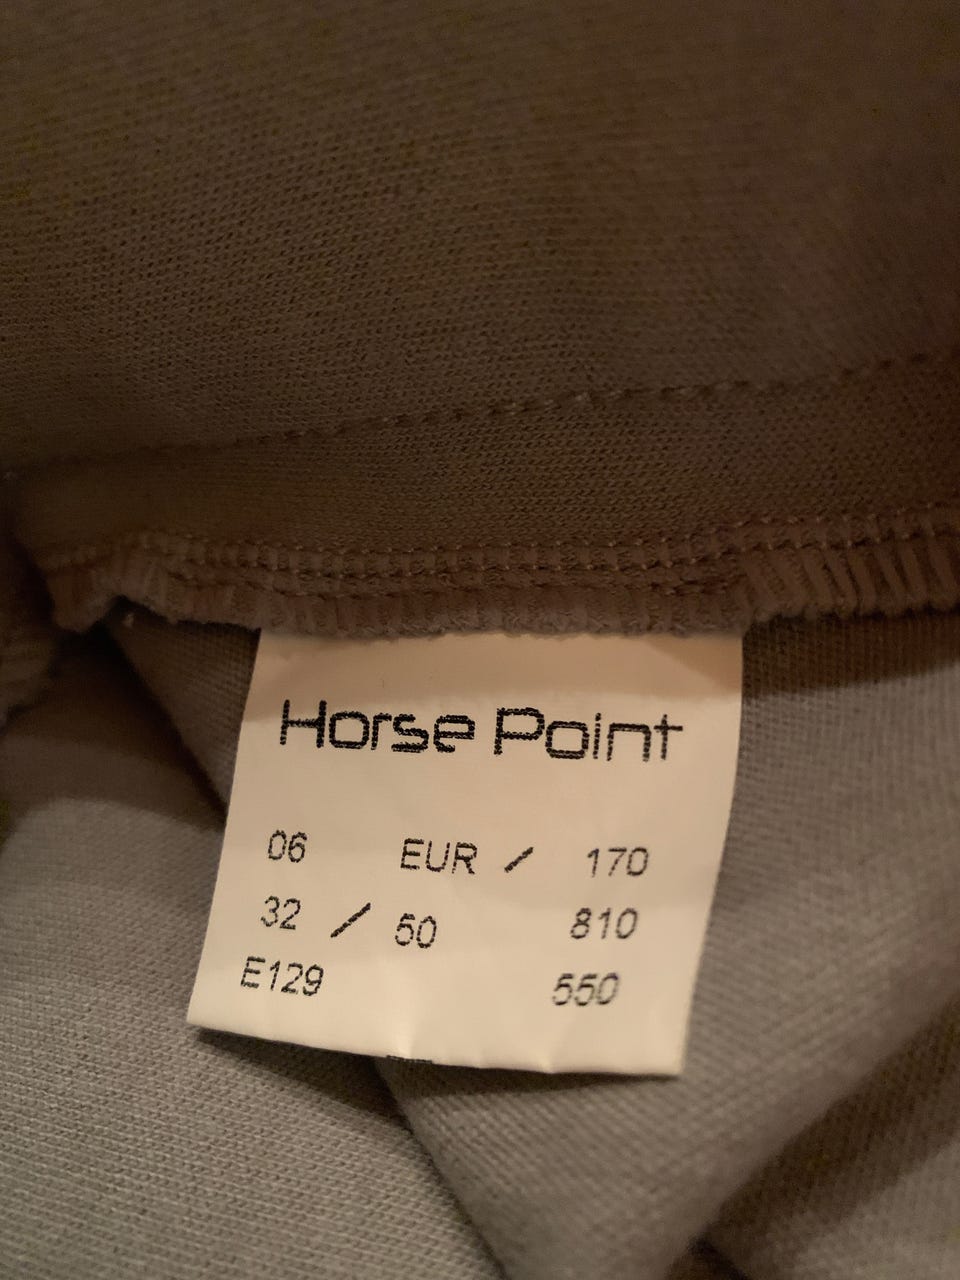 Horse Point
06 EUR / 170
32 / 50 810
E129 550